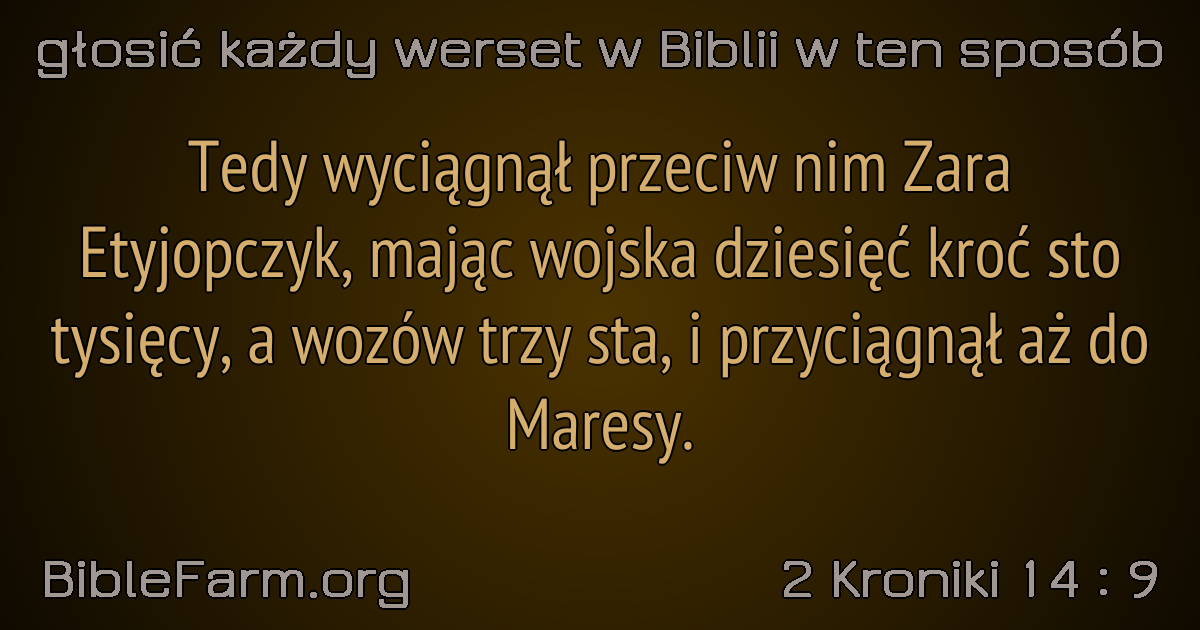 głosić każdy werset w Biblii w ten sposób
Tedy wyciągnął przeciw nim Zara
Etyjopczyk, mając wojska dziesięć kroć sto
tysięcy, a wozów trzy sta, i przyciągnął aż do
Maresy.
BibleFarm.org
2 Kroniki 14 : 9